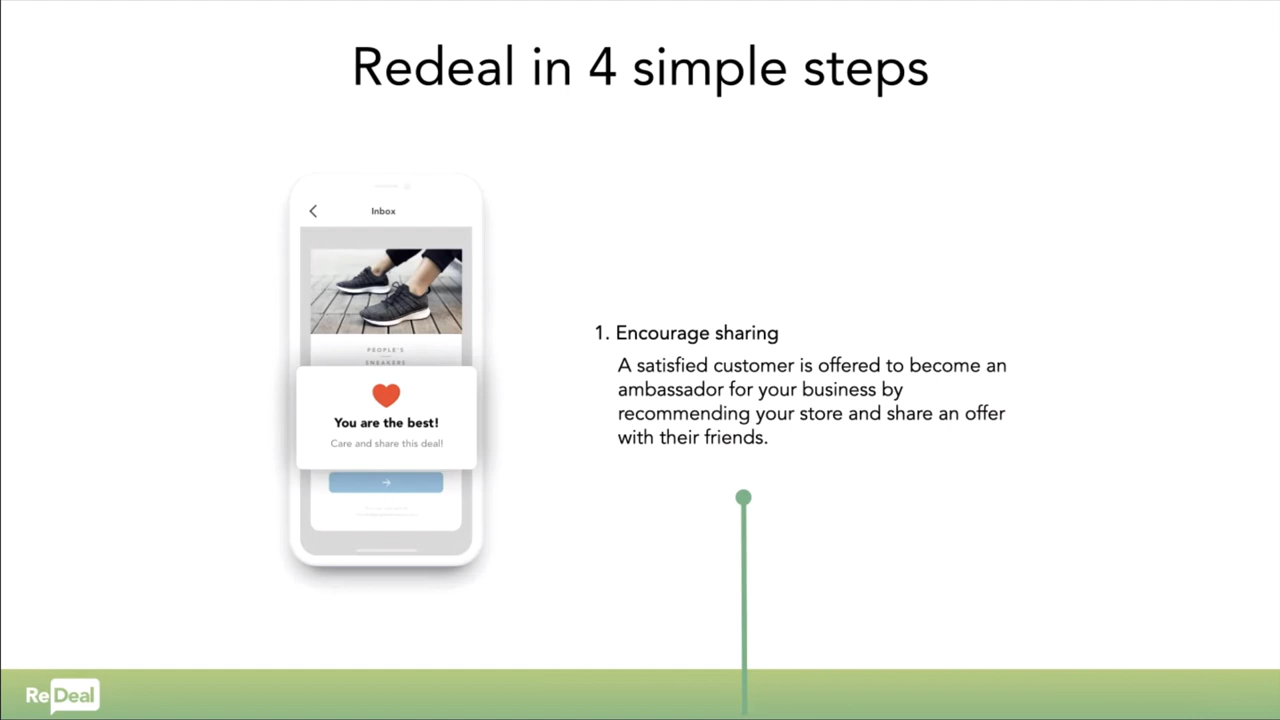 Redeal in 4 simple steps
Inbox
PEOPLE'S
SNEAKERS
You are the best!
Care and share this deal!
1. Encourage sharing
A satisfied customer is offered to become an
ambassador for your business by
recommending your store and share an offer
with their friends.
ReDeal